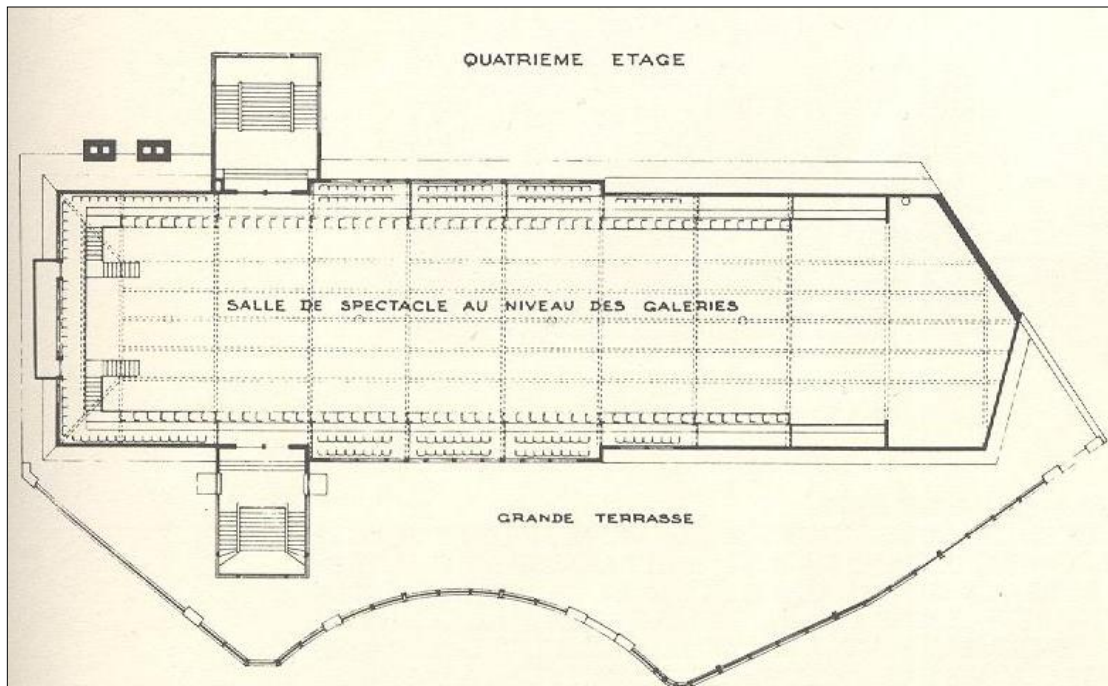 QUATRIEME ETAGE
SALLE DE SPECTACLE AU NIVEAU DES GALERIES
GRANDE TERRASSE